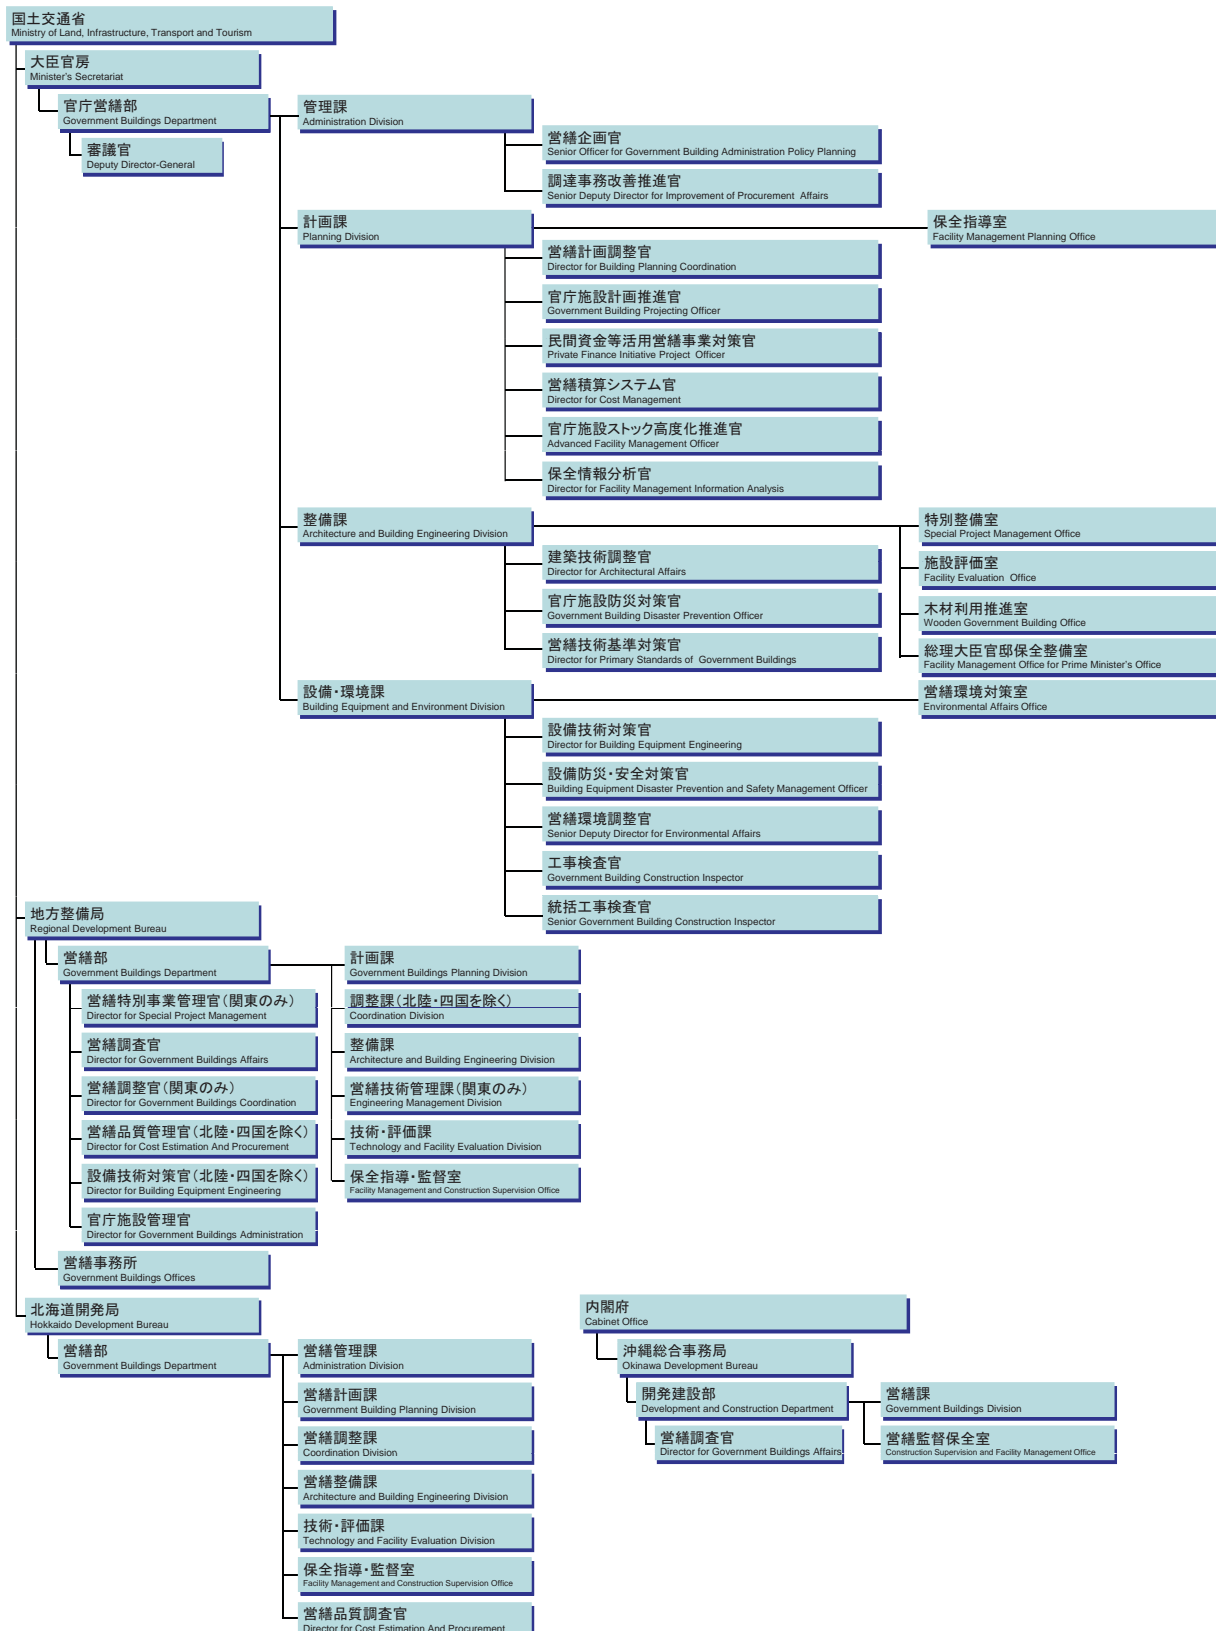 国土交通省
Ministry of Land, Infrastructure, Transport and Tourism
大臣官房
Minister's Secretariat
官庁営繕部
Government Buildings Department
審議官
Deputy Director-General
管理課
Administration Division
営繕企画官
Senior Officer for Government Building Administration Policy Planning
調達事務改善推進官
Senior Deputy Director for Improvement of Procurement Affairs
計画課
Planning Division
保全指導室
Facility Management Planning Office
営繕計画調整官
Director for Building Planning Coordination
官庁施設計画推進官
Government Building Projecting Officer
民間資金等活用営繕事業対策官
Private Finance Initiative Project Officer
営繕積算システム官
Director for Cost Management
官庁施設ストック高度化推進官
Advanced Facility Management Officer
保全情報分析官
Director for Facility Management Information Analysis
整備課
Architecture and Building Engineering Division
建築技術調整官
Director for Architectural Affairs
官庁施設防災対策官
Government Building Disaster Prevention Officer
営繕技術基準対策官
Director for Primary Standards of Government Buildings
特別整備室
Special Project Management Office
施設評価室
Facility Evaluation Office
木材利用推進室
Wooden Government Building Office
総理大臣官邸保全整備室
Facility Management Office for Prime Minister's Office
設備・環境課
Building Equipment and Environment Division
営繕環境対策室
Environmental Affairs Office
設備技術対策官
Director for Building Equipment Engineering
設備防災・安全対策官
Building Equipment Disaster Prevention and Safety Management Officer
営繕環境調整官
Senior Deputy Director for Environmental Affairs
工事検査官
Government Building Construction Inspector
統括工事検査官
Senior Government Building Construction Inspector
地方整備局
Regional Development Bureau
営繕部
Government Buildings Department
営繕特別事業管理官(関東のみ)
Director for Special Project Management
営繕調査官
Director for Government Buildings Affairs
営繕調整官(関東のみ)
Director for Government Buildings Coordination
営繕品質管理官(北陸・四国を除く)
Director for Cost Estimation And Procurement
設備技術対策官(北陸・四国を除く)
Director for Building Equipment Engineering
官庁施設管理官
Director for Government Buildings Administration
計画課
Government Buildings Planning Division
調整課(北陸・四国を除く)
Coordination Division
整備課
Architecture and Building Engineering Division
営繕技術管理課(関東のみ)
Engineering Management Division
技術・評価課
Technology and Facility Evaluation Division
保全指導・監督室
Facility Management and Construction Supervision Office
営繕事務所
Government Buildings Offices
北海道開発局
Hokkaido Development Bureau
営繕部
Government Buildings Department
営繕管理課
Administration Division
営繕計画課
Government Building Planning Division
営繕調整課
Coordination Division
営繕整備課
Architecture and Building Engineering Division
技術・評価課
Technology and Facility Evaluation Division
保全指導・監督室
Facility Management and Construction Supervision Office
営繕品質調査官
Director for Cost Estimation And Procurement
内閣府
Cabinet Office
沖縄総合事務局
Okinawa Development Bureau
開発建設部
Development and Construction Department
営繕調査官
Director for Government Buildings Affairs
営繕課
Government Buildings Division
営繕監督保全室
Construction Supervision and Facility Management Office